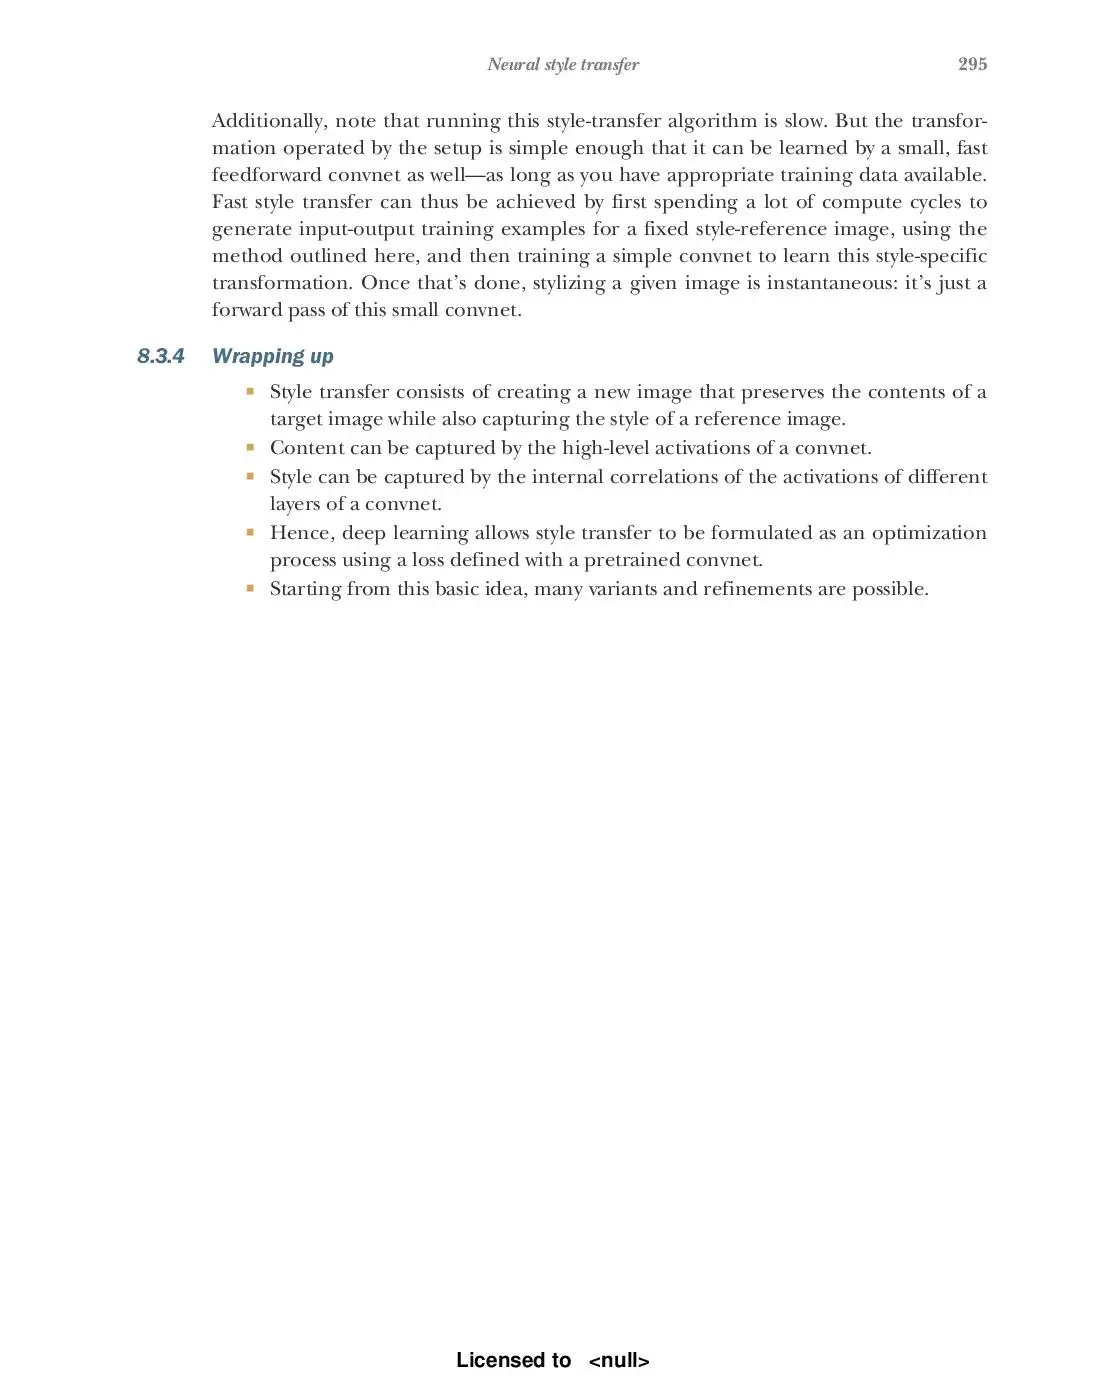 Neural style transfer 295
Additionally, note that running this style-transfer algorithm is slow. But the transfor-
mation operated by the setup is simple enough that it can be learned by a small, fast
feedforward convnet as well—as long as you have appropriate training data available.
Fast style transfer can thus be achieved by first spending a lot of compute cycles to
generate input-output training examples for a fixed style-reference image, using the
method outlined here, and then training a simple convnet to learn this style-specific
transformation. Once that’s done, stylizing a given image is instantaneous: it’s just a
forward pass of this small convnet.
8.3.4 Wrapping up
■ Style transfer consists of creating a new image that preserves the contents of a
target image while also capturing the style of a reference image.
■ Content can be captured by the high-level activations of a convnet.
■ Style can be captured by the internal correlations of the activations of different
layers of a convnet.
■ Hence, deep learning allows style transfer to be formulated as an optimization
process using a loss defined with a pretrained convnet.
■ Starting from this basic idea, many variants and refinements are possible.
Licensed to <null>